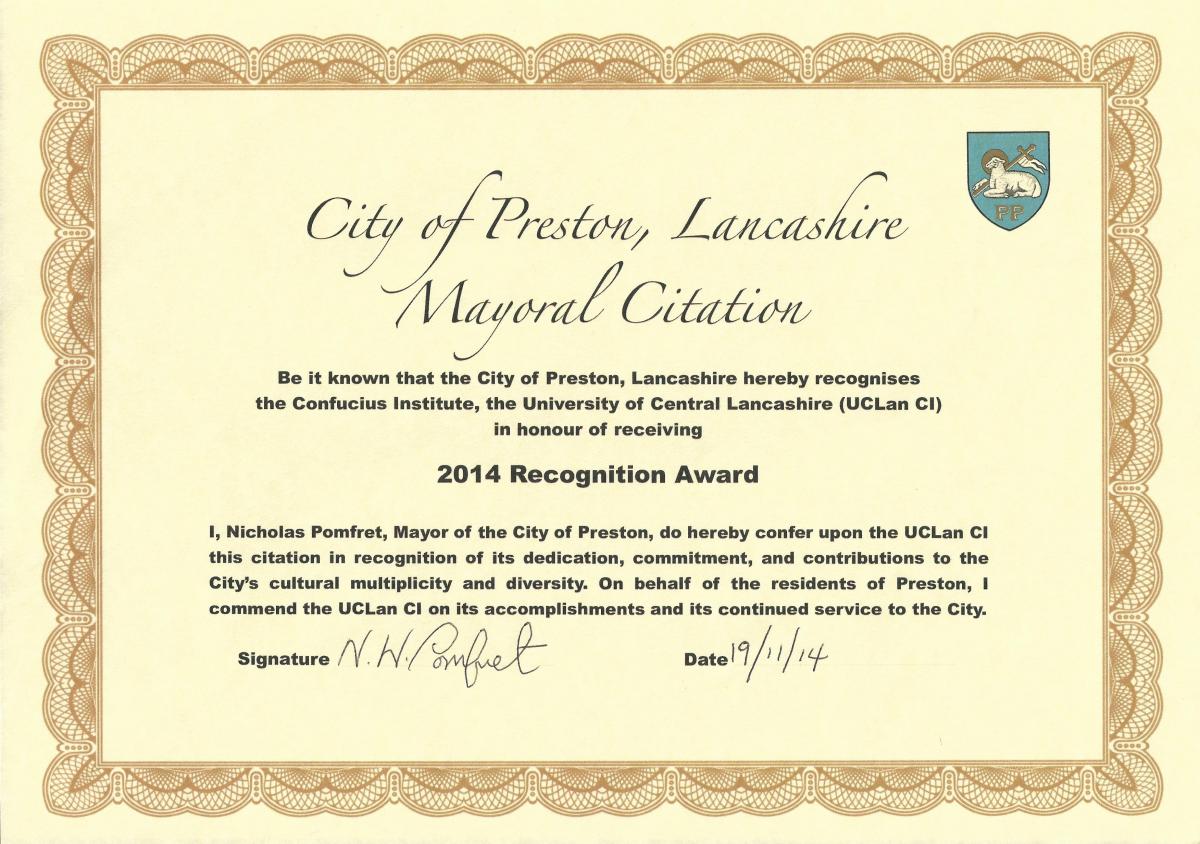 PP
City of Preston, Lancashire
Mayoral Citation
Be it known that the City of Preston, Lancashire hereby recognises
the Confucius Institute, the University of Central Lancashire (UCLan CI)
in honour of receiving
2014 Recognition Award
I, Nicholas Pomfret, Mayor of the City of Preston, do hereby confer upon the UCLan CI
this citation in recognition of its dedication, commitment, and contributions to the
City's cultural multiplicity and diversity. On behalf of the residents of Preston, I
commend the UCLan CI on its accomplishments and its continued service to the City.
Signature N. W. Pomfret Date 19/11/14